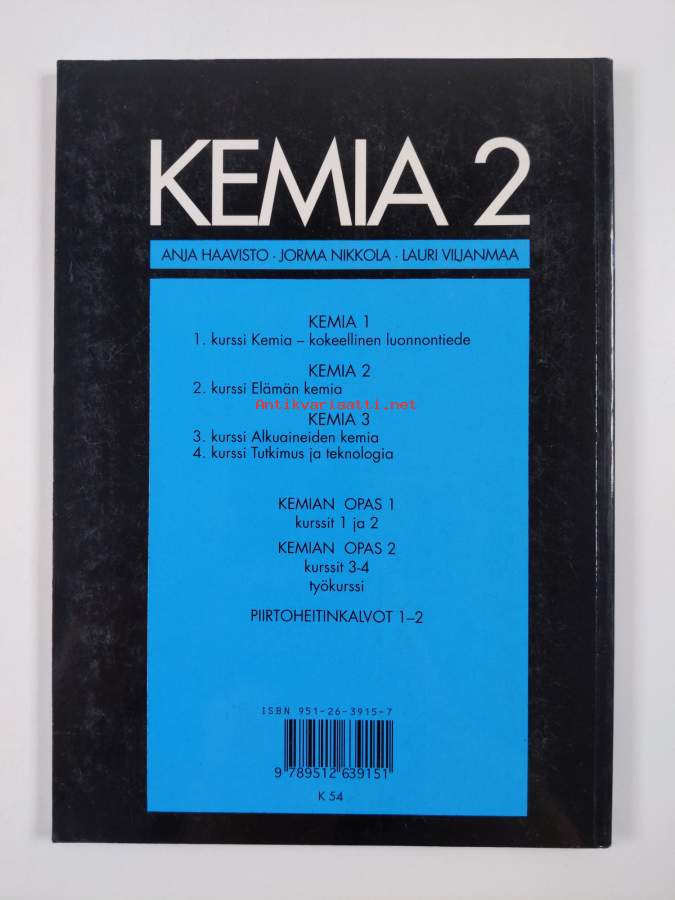 KEMIA 2
ANJA HAAVISTO · JORMA NIKKOLA · LAURI VILJANMAA
KEMIA 1
1. kurssi Kemia – kokeellinen luonnontiede
KEMIA 2
2. kurssi Elämän kemia
Antikvariaatti.net
KEMIA 3
3. kurssi Alkuaineiden kemia
4. kurssi Tutkimus ja teknologia
KEMIAN OPAS 1
kurssit 1 ja 2
KEMIAN OPAS 2
kurssit 3-4
työkurssi
PIIRTOHEITINKALVOT 1–2
ISBN 951-26-3915-7
9 789512 639151
K 54